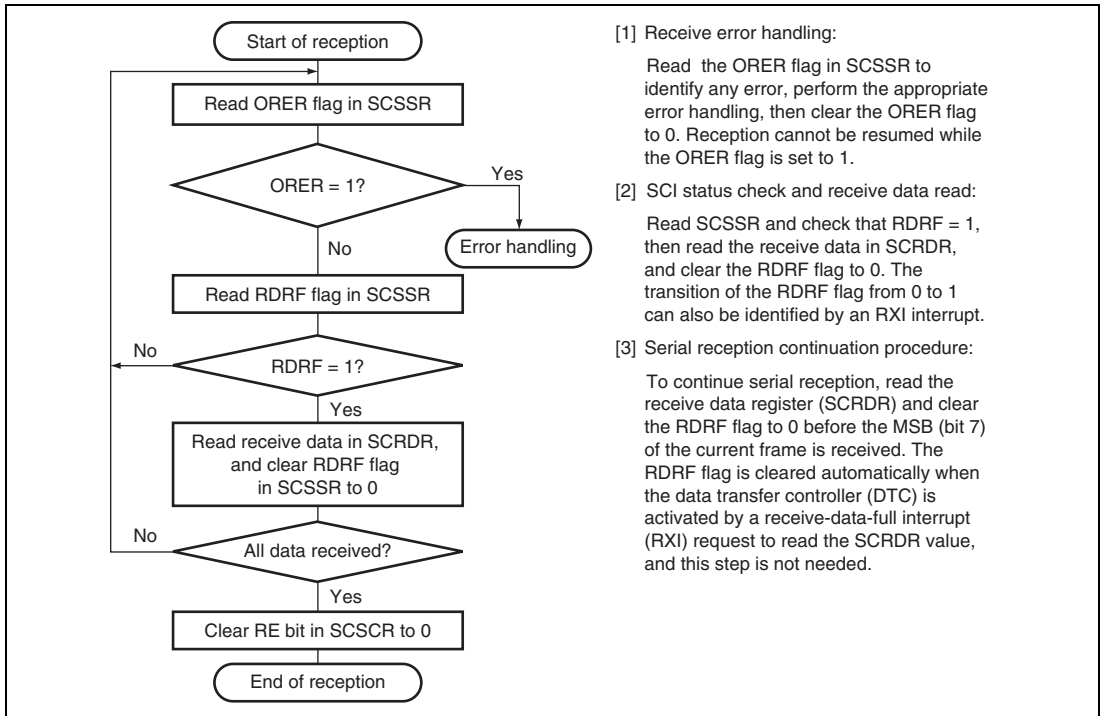 Start of reception
Read ORER flag in SCSSR
ORER = 1?
Yes
Error handling
No
Read RDRF flag in SCSSR
No
RDRF = 1?
Yes
Read receive data in SCRDR,
and clear RDRF flag
in SCSSR to 0
No
All data received?
Yes
Clear RE bit in SCSCR to 0
End of reception
[1] Receive error handling:
Read the ORER flag in SCSSR to
identify any error, perform the appropriate
error handling, then clear the ORER flag
to 0. Reception cannot be resumed while
the ORER flag is set to 1.
[2] SCI status check and receive data read:
Read SCSSR and check that RDRF = 1,
then read the receive data in SCRDR,
and clear the RDRF flag to 0. The
transition of the RDRF flag from 0 to 1
can also be identified by an RXI interrupt.
[3] Serial reception continuation procedure:
To continue serial reception, read the
receive data register (SCRDR) and clear
the RDRF flag to 0 before the MSB (bit 7)
of the current frame is received. The
RDRF flag is cleared automatically when
the data transfer controller (DTC) is
activated by a receive-data-full interrupt
(RXI) request to read the SCRDR value,
and this step is not needed.